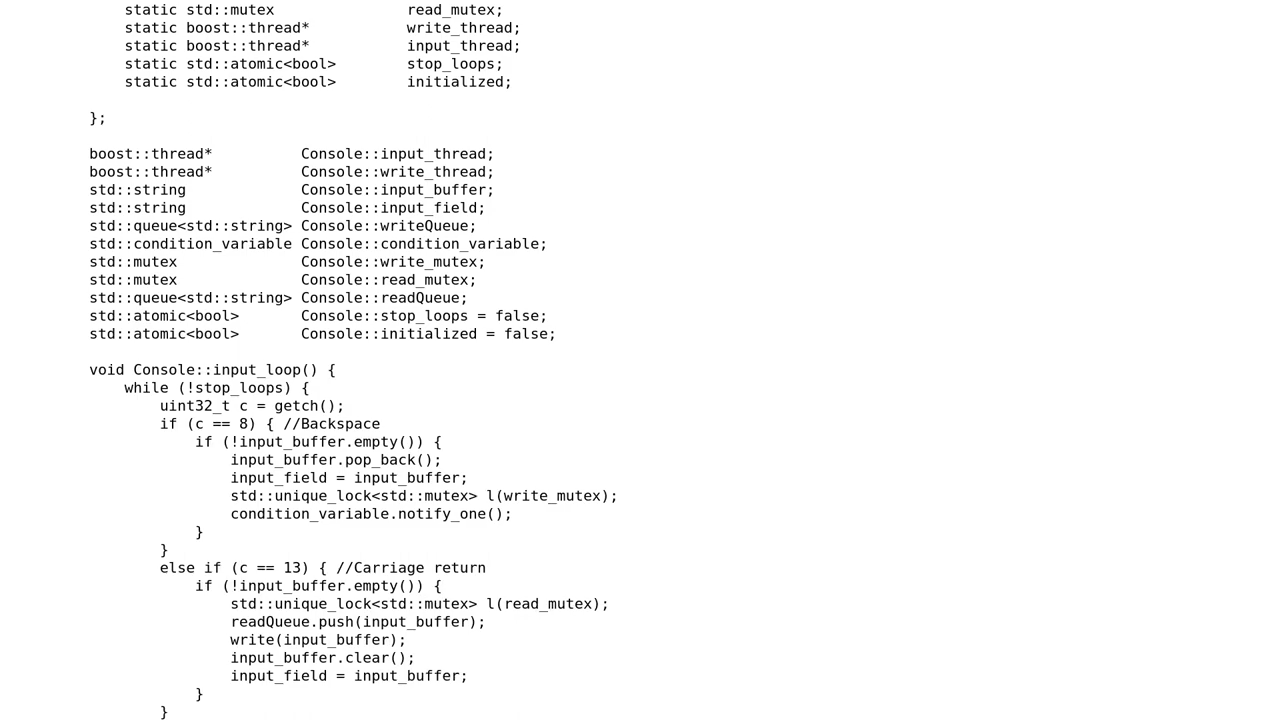 static std::mutex               read_mutex;
static boost::thread*           write_thread;
static boost::thread*           input_thread;
static std::atomic<bool>        stop_loops;
static std::atomic<bool>        initialized;
};
boost::thread*          Console::input_thread;
boost::thread*          Console::write_thread;
std::string             Console::input_buffer;
std::string             Console::input_field;
std::queue<std::string> Console::writeQueue;
std::condition_variable Console::condition_variable;
std::mutex              Console::write_mutex;
std::mutex              Console::read_mutex;
std::queue<std::string> Console::readQueue;
std::atomic<bool>       Console::stop_loops = false;
std::atomic<bool>       Console::initialized = false;
void Console::input_loop() {
    while (!stop_loops) {
        uint32_t c = getch();
        if (c == 8) { //Backspace
            if (!input_buffer.empty()) {
                input_buffer.pop_back();
                input_field = input_buffer;
                std::unique_lock<std::mutex> l(write_mutex);
                condition_variable.notify_one();
            }
        }
        else if (c == 13) { //Carriage return
            if (!input_buffer.empty()) {
                std::unique_lock<std::mutex> l(read_mutex);
                readQueue.push(input_buffer);
                write(input_buffer);
                input_buffer.clear();
                input_field = input_buffer;
            }
        }